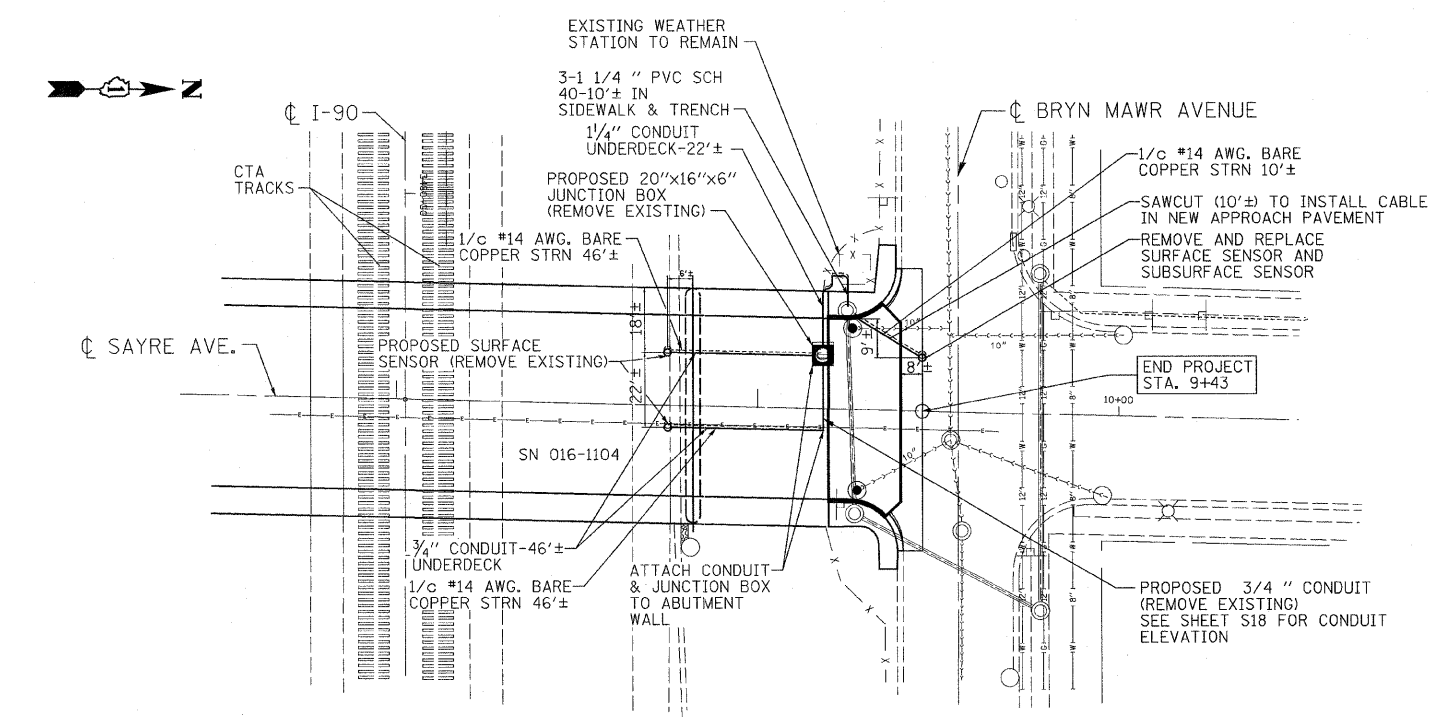 EXISTING WEATHER
STATION TO REMAIN
3-1 1/4 " PVC SCH
40-10'± IN
SIDEWALK & TRENCH
1¼" CONDUIT
UNDERDECK-22'±
PROPOSED 20"x16"x6"
JUNCTION BOX
(REMOVE EXISTING)
1/c #14 AWG. BARE
COPPER STRN 46'±
N
℄ I-90
CTA
TRACKS
℄ SAYRE AVE.
PROPOSED SURFACE
SENSOR (REMOVE EXISTING)
6'±
18'±
22'±
SN 016-1104
¾" CONDUIT-46'±
UNDERDECK
1/c #14 AWG. BARE
COPPER STRN 46'±
ATTACH CONDUIT
& JUNCTION BOX
TO ABUTMENT
WALL
℄ BRYN MAWR AVENUE
1/c #14 AWG. BARE
COPPER STRN 10'±
SAWCUT (10'±) TO INSTALL CABLE
IN NEW APPROACH PAVEMENT
REMOVE AND REPLACE
SURFACE SENSOR AND
SUBSURFACE SENSOR
9'±
8'±
10"
10"
10"
END PROJECT
STA. 9+43
10+00
PROPOSED 3/4 " CONDUIT
(REMOVE EXISTING)
SEE SHEET S18 FOR CONDUIT
ELEVATION